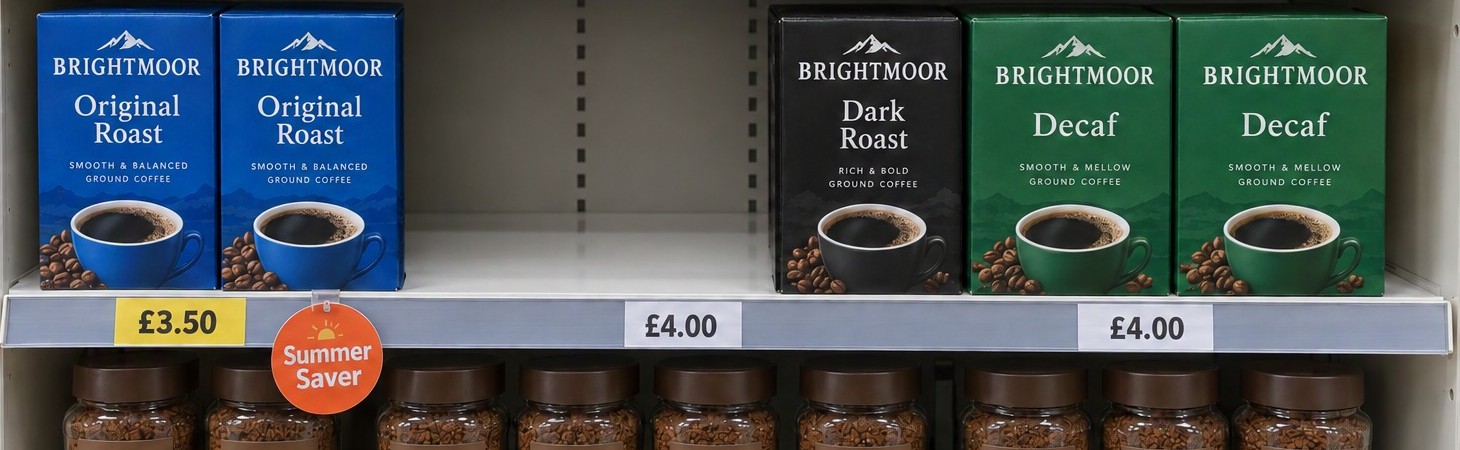 BRIGHTMOOR
Original
Roast
SMOOTH & BALANCED
GROUND COFFEE
BRIGHTMOOR
Original
Roast
SMOOTH & BALANCED
GROUND COFFEE
BRIGHTMOOR
Dark
Roast
RICH & BOLD
GROUND COFFEE
BRIGHTMOOR
Decaf
SMOOTH & MELLOW
GROUND COFFEE
BRIGHTMOOR
Decaf
SMOOTH & MELLOW
GROUND COFFEE
£3.50
Summer
Saver
£4.00
£4.00